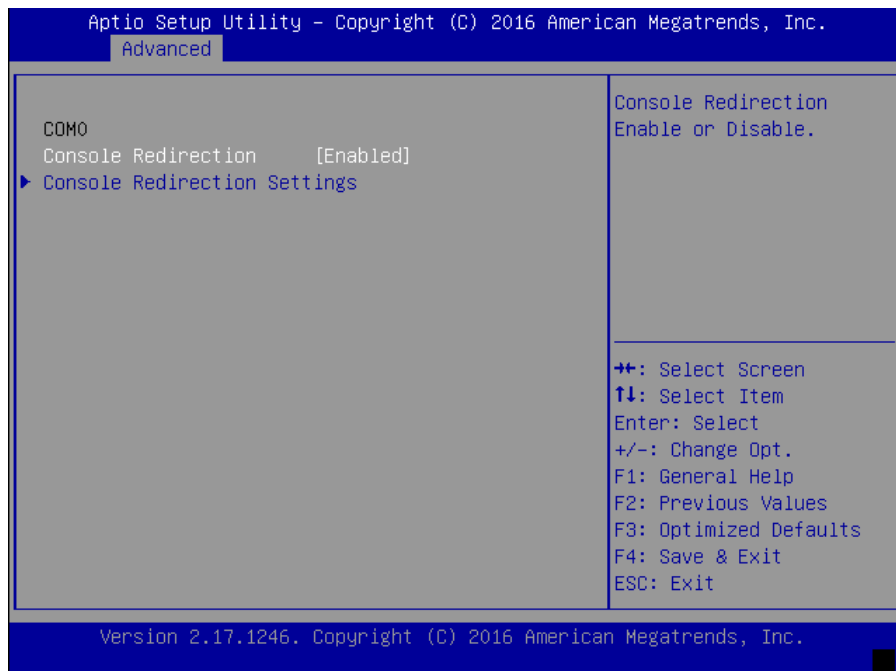 Aptio Setup Utility – Copyright (C) 2016 American Megatrends, Inc.
Advanced
COM0
Console Redirection [Enabled]
► Console Redirection Settings
Console Redirection
Enable or Disable.
→←: Select Screen
↑↓: Select Item
Enter: Select
+/-: Change Opt.
F1: General Help
F2: Previous Values
F3: Optimized Defaults
F4: Save & Exit
ESC: Exit
Version 2.17.1246. Copyright (C) 2016 American Megatrends, Inc.